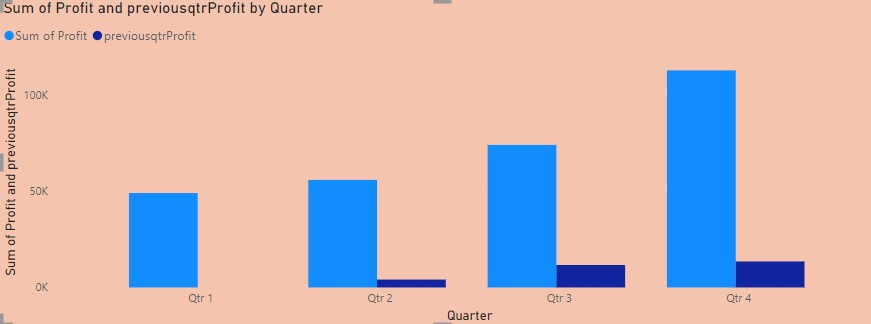 Sum of Profit and previousqtrProfit by Quarter
Sum of Profit previousqtrProfit
Sum of Profit and previousqtrProfit
100K
50K
0K
Qtr 1 Qtr 2 Qtr 3 Qtr 4
Quarter